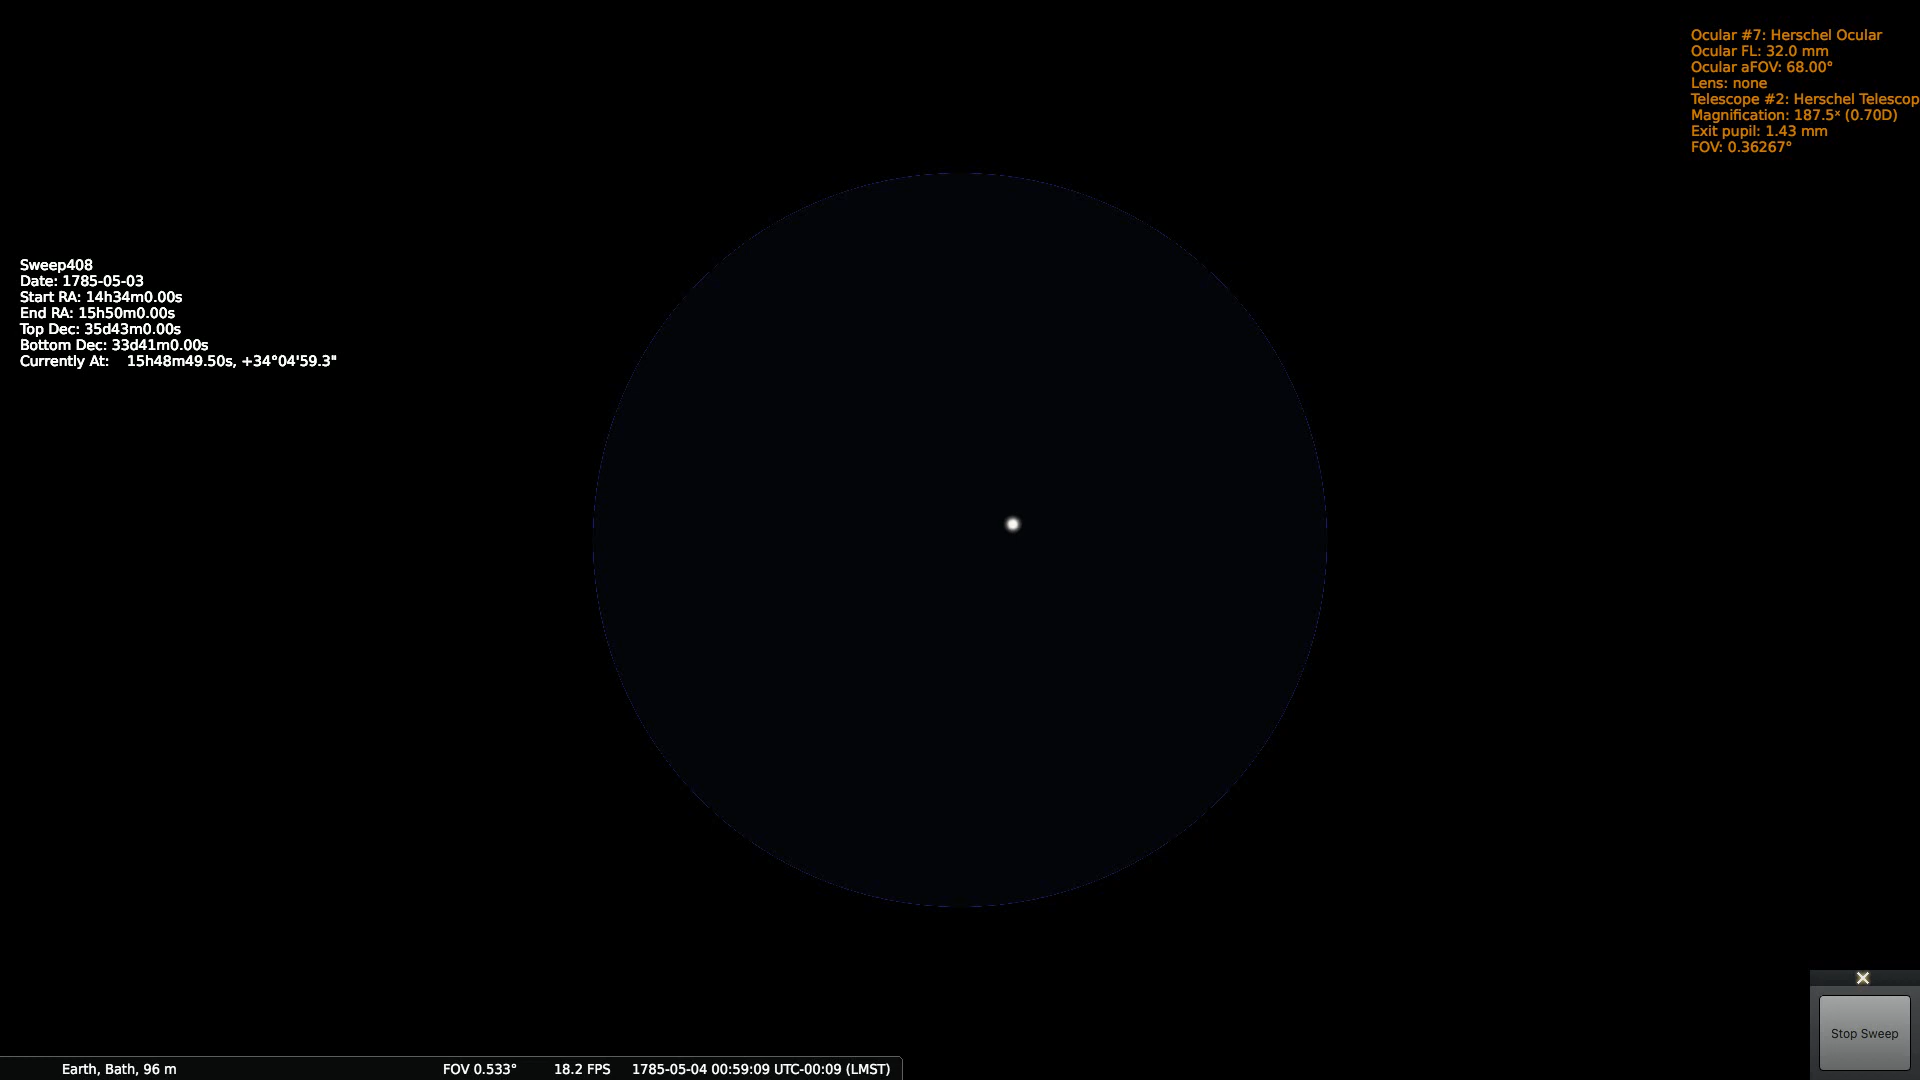 Ocular #7: Herschel Ocular
Ocular FL: 32.0 mm
Ocular aFOV: 68.00°
Lens: none
Telescope #2: Herschel Telescop
Magnification: 187.5ˣ (0.70D)
Exit pupil: 1.43 mm
FOV: 0.36267°
Sweep408
Date: 1785-05-03
Start RA: 14h34m0.00s
End RA: 15h50m0.00s
Top Dec: 35d43m0.00s
Bottom Dec: 33d41m0.00s
Currently At: 15h48m49.50s, +34°04'59.3"
Stop Sweep
Earth, Bath, 96 m FOV 0.533° 18.2 FPS 1785-05-04 00:59:09 UTC-00:09 (LMST)